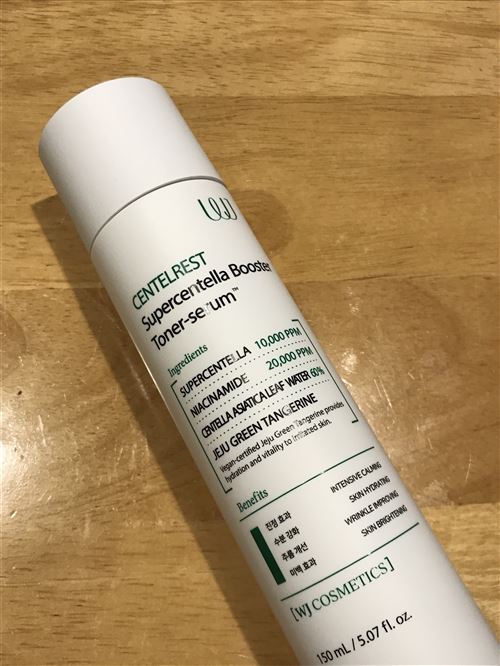 CENTELREST
Supercentella Booster
Toner-serum™
Ingredients
SUPERCENTELLA 10,000 PPM
NIACINAMIDE 20,000 PPM
CENTELLA ASIATICA LEAF WATER 60%
JEJU GREEN TANGERINE
Vegan-certified Jeju Green Tangerine provides
hydration and vitality to irritated skin.
Benefits
진정 효과 INTENSIVE CALMING
수분 강화 SKIN HYDRATING
주름 개선 WRINKLE IMPROVING
미백 효과 SKIN BRIGHTENING
[WJ COSMETICS]
150 mL / 5.07 fl. oz.